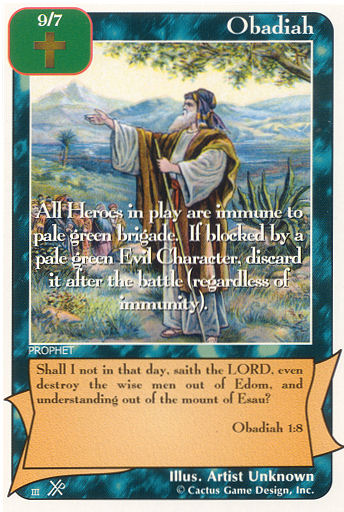 9/7
Obadiah
All Heroes in play are immune to
pale green brigade. If blocked by a
pale green Evil Character, discard
it after the battle (regardless of
immunity).
PROPHET
Shall I not in that day, saith the LORD, even
destroy the wise men out of Edom, and
understanding out of the mount of Esau?
Obadiah 1:8
Illus. Artist Unknown
III
© Cactus Game Design, Inc.